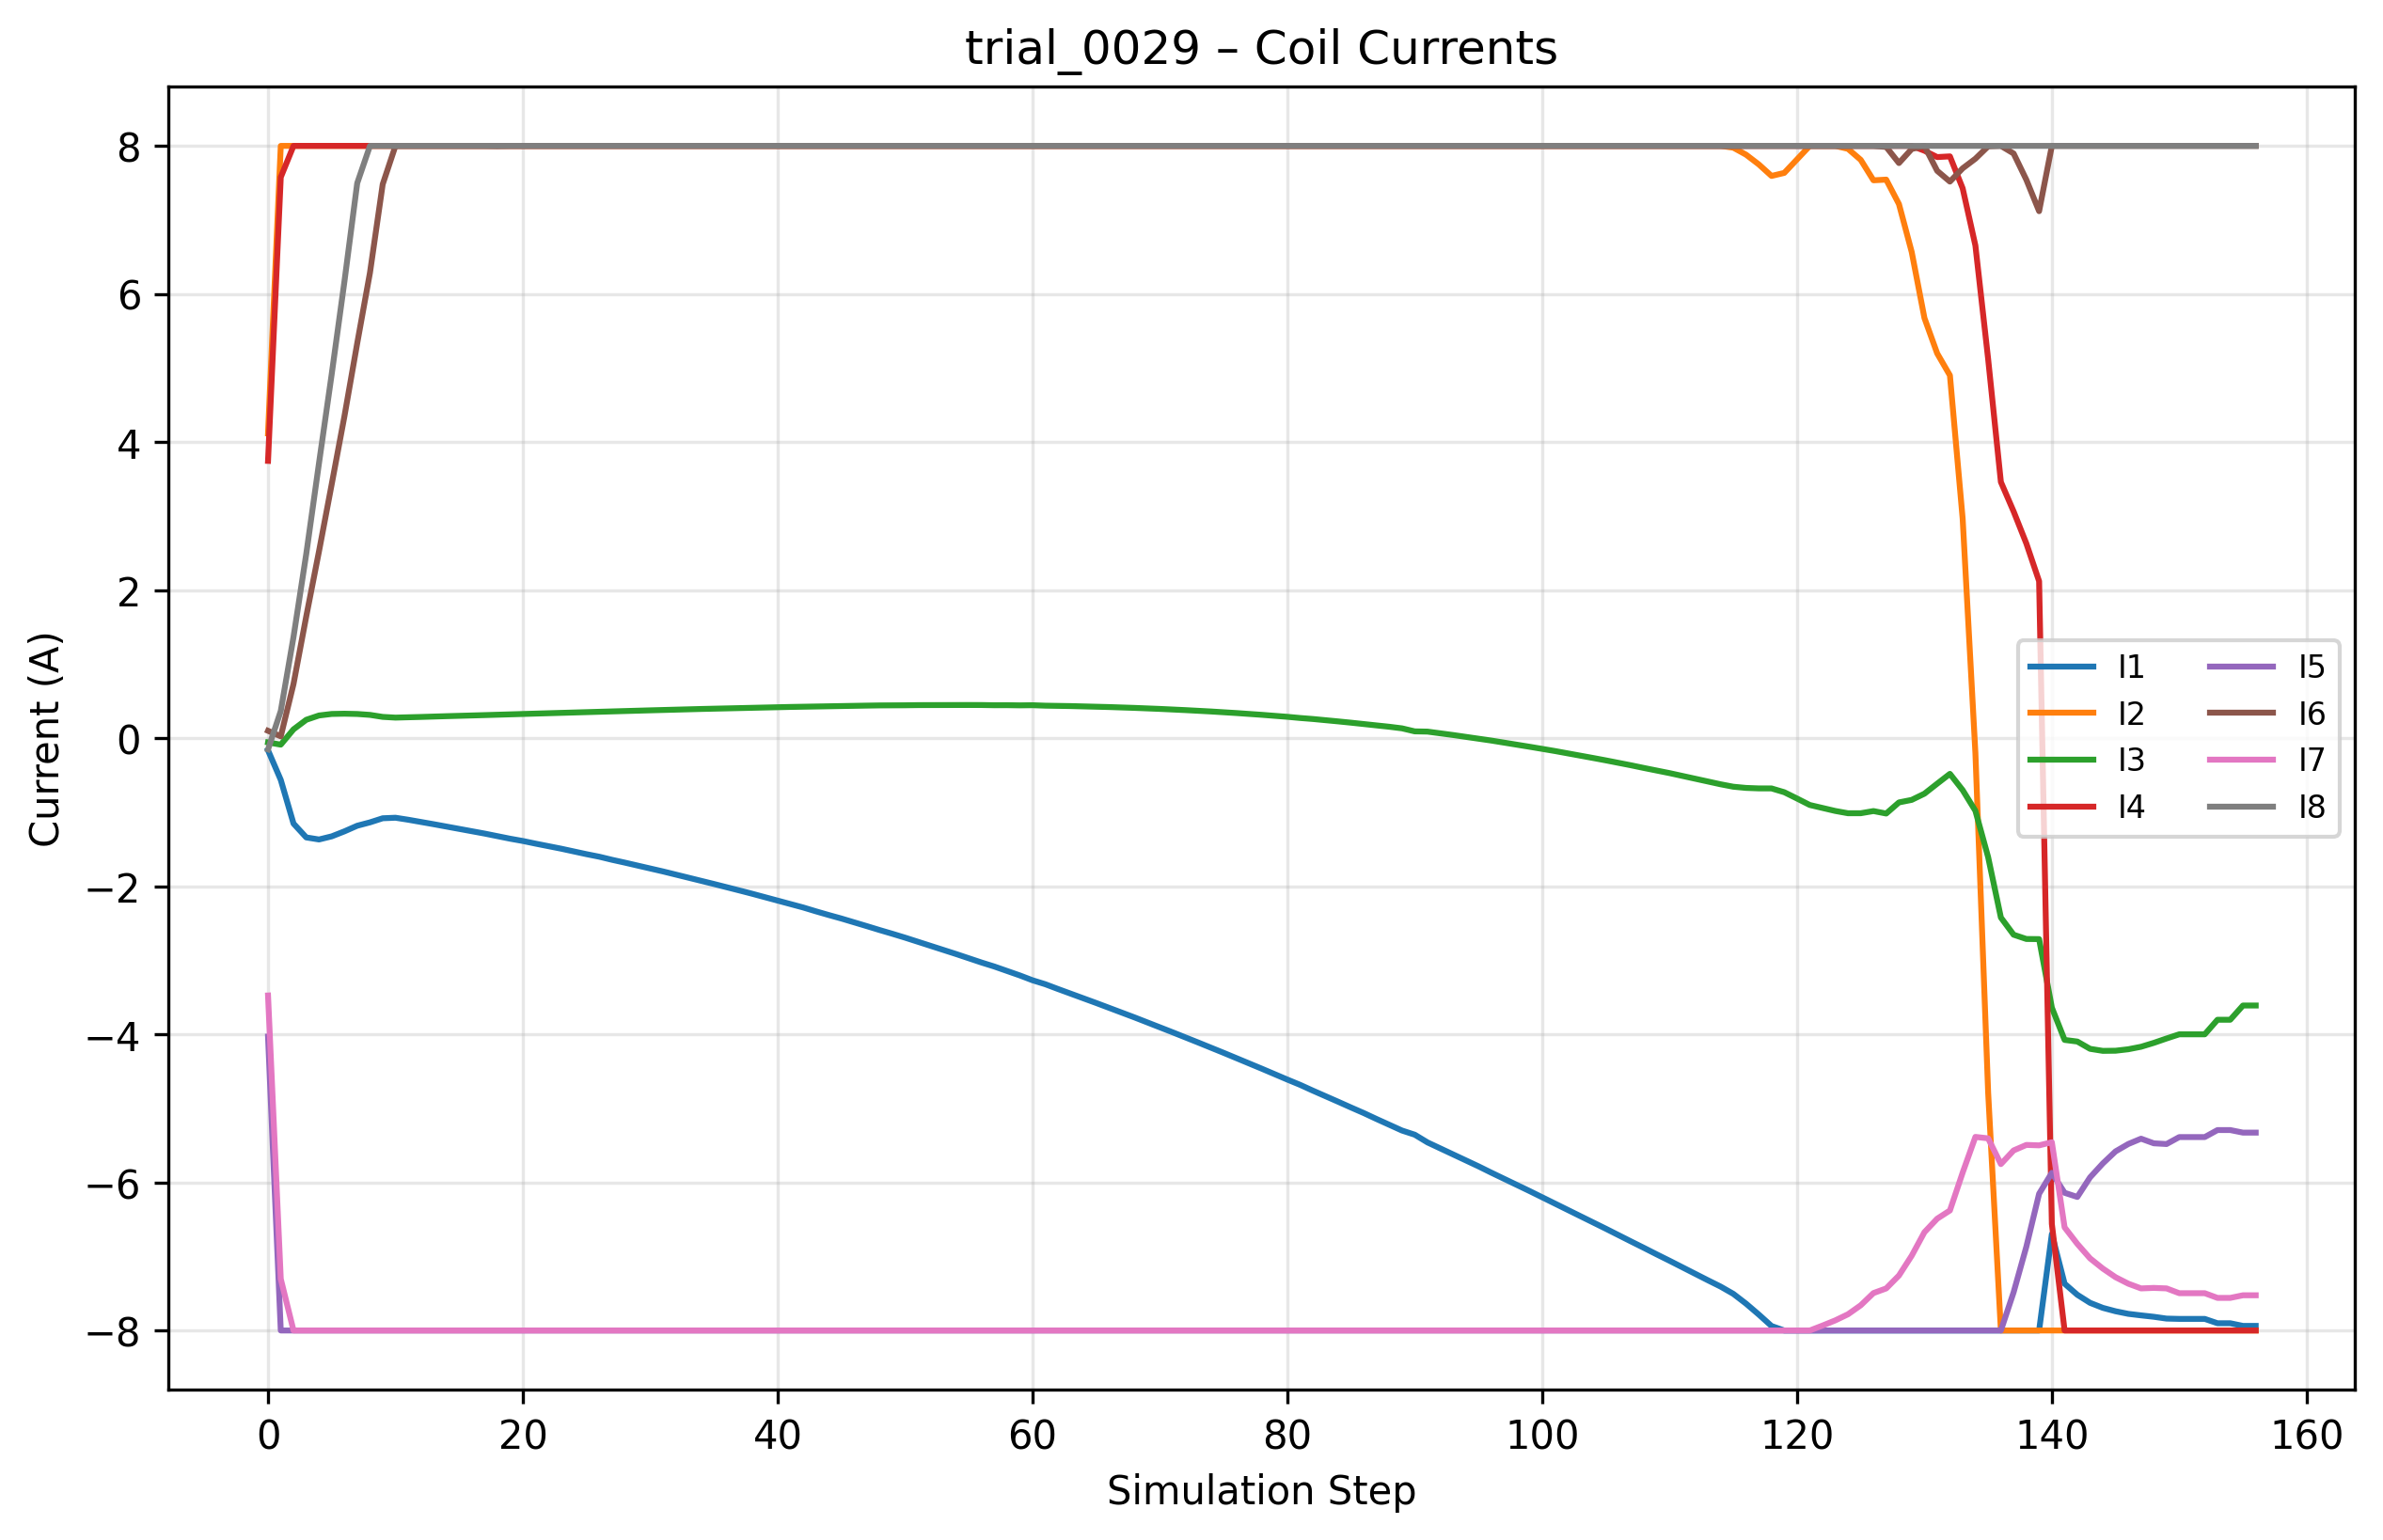 trial_0029 – Coil Currents
Current (A)
8
6
4
2
0
−2
−4
−6
−8
I1
I2
I3
I4
I5
I6
I7
I8
0 20 40 60 80 100 120 140 160
Simulation Step